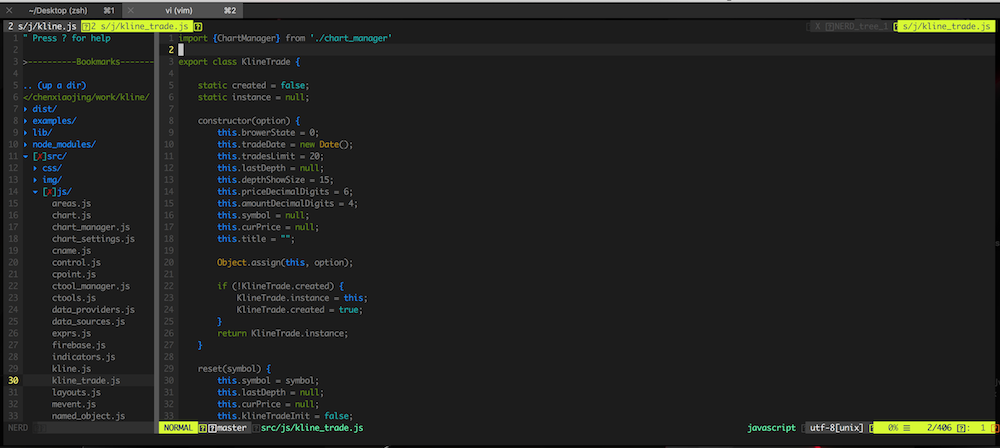 ~/Desktop (zsh) ⌘1 vi (vim) ⌘2
2 s/j/kline.js 2 s/j/kline_trade.js X NERD_tree_1 s/j/kline_trade.js
1 " Press ? for help
2
3 >----------Bookmarks-------
4
5 .. (up a dir)
6 </chenxiaojing/work/kline/
7 ▸ dist/
8 ▸ examples/
9 ▸ lib/
10 ▸ node_modules/
11 ▾ [✗]src/
12 ▸ css/
13 ▸ img/
14 ▾ [✗]js/
15 areas.js
16 chart.js
17 chart_manager.js
18 chart_settings.js
19 cname.js
20 control.js
21 cpoint.js
22 ctool_manager.js
23 ctools.js
24 data_providers.js
25 data_sources.js
26 exprs.js
27 firebase.js
28 indicators.js
29 kline.js
30 kline_trade.js
31 layouts.js
32 mevent.js
33 named_object.js
1 import {ChartManager} from './chart_manager'
2
3 export class KlineTrade {
4
5 static created = false;
6 static instance = null;
7
8 constructor(option) {
9 this.browerState = 0;
10 this.tradeDate = new Date();
11 this.tradesLimit = 20;
12 this.lastDepth = null;
13 this.depthShowSize = 15;
14 this.priceDecimalDigits = 6;
15 this.amountDecimalDigits = 4;
16 this.symbol = null;
17 this.curPrice = null;
18 this.title = "";
19
20 Object.assign(this, option);
21
22 if (!KlineTrade.created) {
23 KlineTrade.instance = this;
24 KlineTrade.created = true;
25 }
26 return KlineTrade.instance;
27 }
28
29 reset(symbol) {
30 this.symbol = symbol;
31 this.lastDepth = null;
32 this.curPrice = null;
33 this.klineTradeInit = false;
NERD NORMAL master src/js/kline_trade.js javascript utf-8[unix] 0% ≡ 2/406 : 1